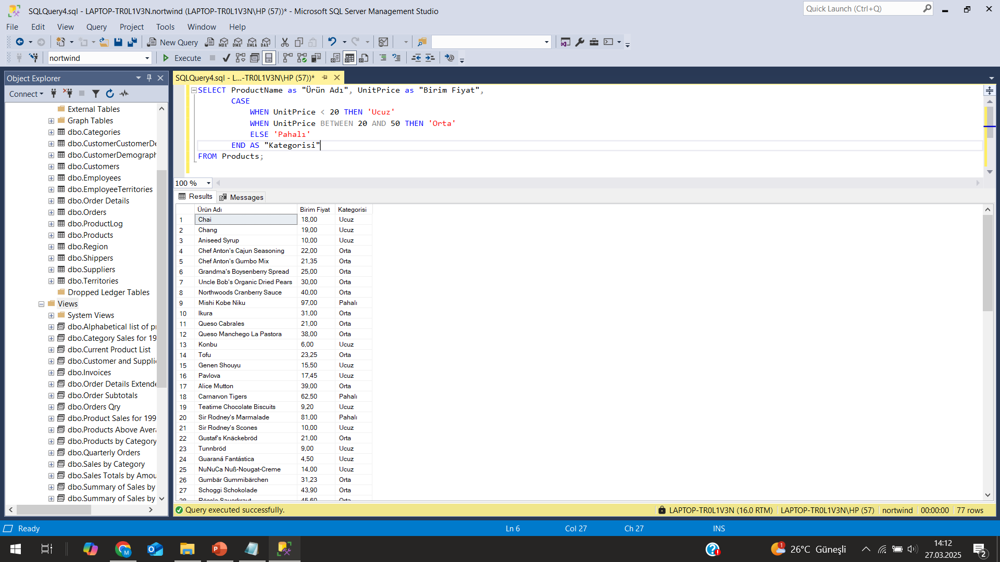 SQLQuery4.sql - LAPTOP-TR0L1V3N.nortwind (LAPTOP-TR0L1V3N\HP (57))* - Microsoft SQL Server Management Studio
Quick Launch (Ctrl+Q)
File Edit View Query Project Tools Window Help
New Query MDX DMX XMLA DAX
nortwind
Execute
Object Explorer
Connect
External Tables
Graph Tables
dbo.Categories
dbo.CustomerCustomerDe
dbo.CustomerDemograph
dbo.Customers
dbo.Employees
dbo.EmployeeTerritories
dbo.Order Details
dbo.Orders
dbo.ProductLog
dbo.Products
dbo.Region
dbo.Shippers
dbo.Suppliers
dbo.Territories
Dropped Ledger Tables
Views
System Views
dbo.Alphabetical list of p
dbo.Category Sales for 19
dbo.Current Product List
dbo.Customer and Suppli
dbo.Invoices
dbo.Order Details Extende
dbo.Order Subtotals
dbo.Orders Qry
dbo.Product Sales for 199
dbo.Products Above Aver
dbo.Products by Category
dbo.Quarterly Orders
dbo.Sales by Category
dbo.Sales Totals by Amou
dbo.Summary of Sales by
dbo.Summary of Sales by
SQLQuery4.sql - L...-TR0L1V3N\HP (57))*
SELECT ProductName as "Ürün Adı", UnitPrice as "Birim Fiyat",
CASE
WHEN UnitPrice < 20 THEN 'Ucuz'
WHEN UnitPrice BETWEEN 20 AND 50 THEN 'Orta'
ELSE 'Pahalı'
END AS "Kategorisi"
FROM Products;
100 %
Results Messages
Ürün Adı Birim Fiyat Kategorisi
1 Chai 18,00 Ucuz
2 Chang 19,00 Ucuz
3 Aniseed Syrup 10,00 Ucuz
4 Chef Anton's Cajun Seasoning 22,00 Orta
5 Chef Anton's Gumbo Mix 21,35 Orta
6 Grandma's Boysenberry Spread 25,00 Orta
7 Uncle Bob's Organic Dried Pears 30,00 Orta
8 Northwoods Cranberry Sauce 40,00 Orta
9 Mishi Kobe Niku 97,00 Pahalı
10 Ikura 31,00 Orta
11 Queso Cabrales 21,00 Orta
12 Queso Manchego La Pastora 38,00 Orta
13 Konbu 6,00 Ucuz
14 Tofu 23,25 Orta
15 Genen Shouyu 15,50 Ucuz
16 Pavlova 17,45 Ucuz
17 Alice Mutton 39,00 Orta
18 Carnarvon Tigers 62,50 Pahalı
19 Teatime Chocolate Biscuits 9,20 Ucuz
20 Sir Rodney's Marmalade 81,00 Pahalı
21 Sir Rodney's Scones 10,00 Ucuz
22 Gustaf's Knäckebröd 21,00 Orta
23 Tunnbröd 9,00 Ucuz
24 Guaraná Fantástica 4,50 Ucuz
25 NuNuCa Nuß-Nougat-Creme 14,00 Ucuz
26 Gumbär Gummibärchen 31,23 Orta
27 Schoggi Schokolade 43,90 Orta
28 Rössle Sauerkraut 45,60 Orta
Query executed successfully.
LAPTOP-TR0L1V3N (16.0 RTM) LAPTOP-TR0L1V3N\HP (57) nortwind 00:00:00 77 rows
Ready Ln 6 Col 27 Ch 27 INS
1 26°C Güneşli
14:12
27.03.2025
2